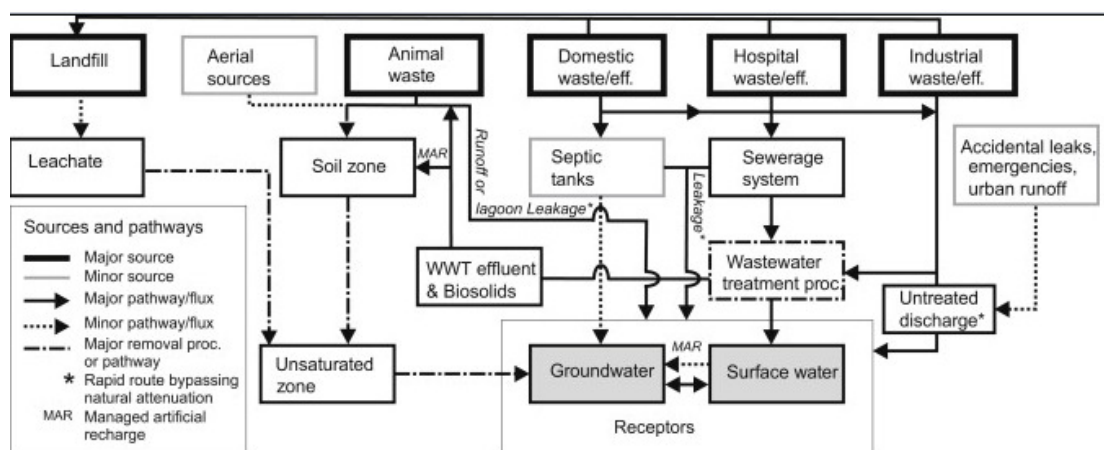 Landfill
Aerial
sources
Animal
waste
Domestic
waste/eff.
Hospital
waste/eff.
Industrial
waste/eff.
Leachate
Soil zone
MAR
Runoff or
lagoon Leakage*
Septic
tanks
Leakage*
Sewerage
system
Accidental leaks,
emergencies,
urban runoff
Sources and pathways
Major source
Minor source
Major pathway/flux
Minor pathway/flux
Major removal proc.
or pathway
* Rapid route bypassing
natural attenuation
MAR Managed artificial
recharge
WWT effluent
& Biosolids
Wastewater
treatment proc.
Untreated
discharge*
Unsaturated
zone
Groundwater
MAR
Surface water
Receptors